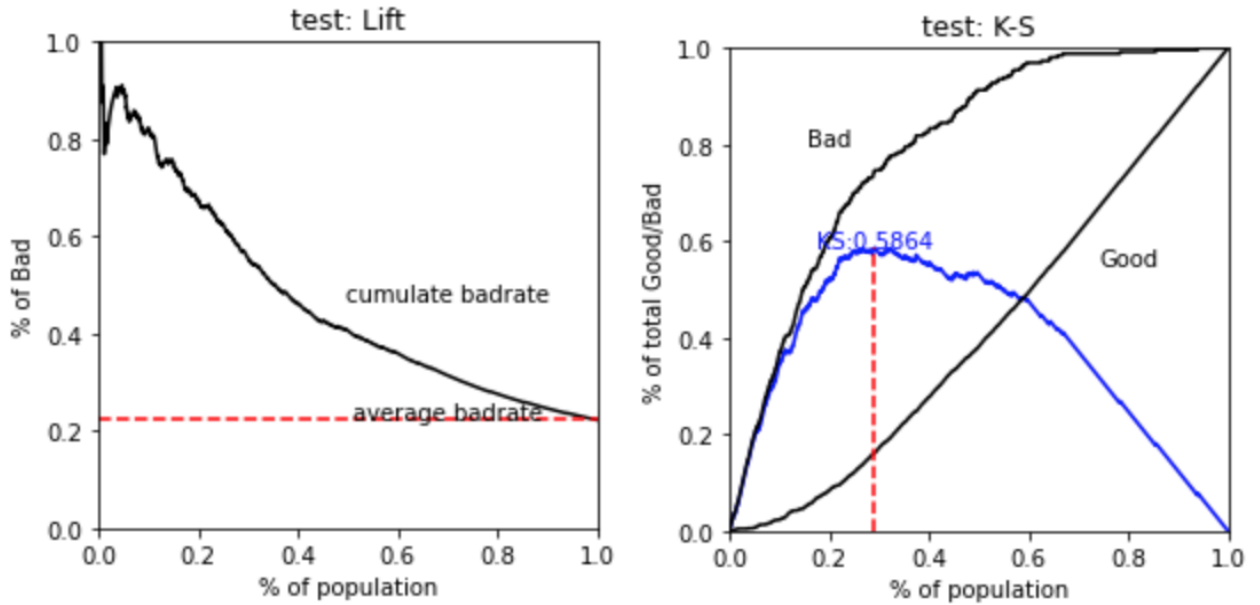 test: Lift
1.0
0.8
0.6
0.4
0.2
0.0
% of Bad
cumulate badrate
average badrate
0.0 0.2 0.4 0.6 0.8 1.0
% of population
test: K-S
1.0
0.8
0.6
0.4
0.2
0.0
% of total Good/Bad
Bad
KS:0.5864
Good
0.0 0.2 0.4 0.6 0.8 1.0
% of population